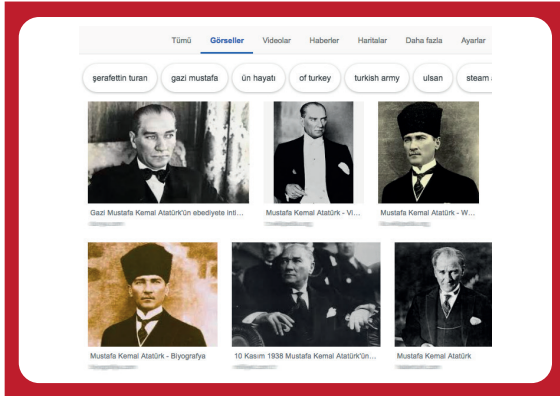 Tümü Görseller Videolar Haberler Haritalar Daha fazla Ayarlar
şerafettin turan gazi mustafa ün hayatı of turkey turkish army ulsan steam
Gazi Mustafa Kemal Atatürk'ün ebediyete inti... Mustafa Kemal Atatürk - Vi... Mustafa Kemal Atatürk - W...
Mustafa Kemal Atatürk - Biyografya 10 Kasım 1938 Mustafa Kemal Atatürk'ün... Mustafa Kemal Atatürk